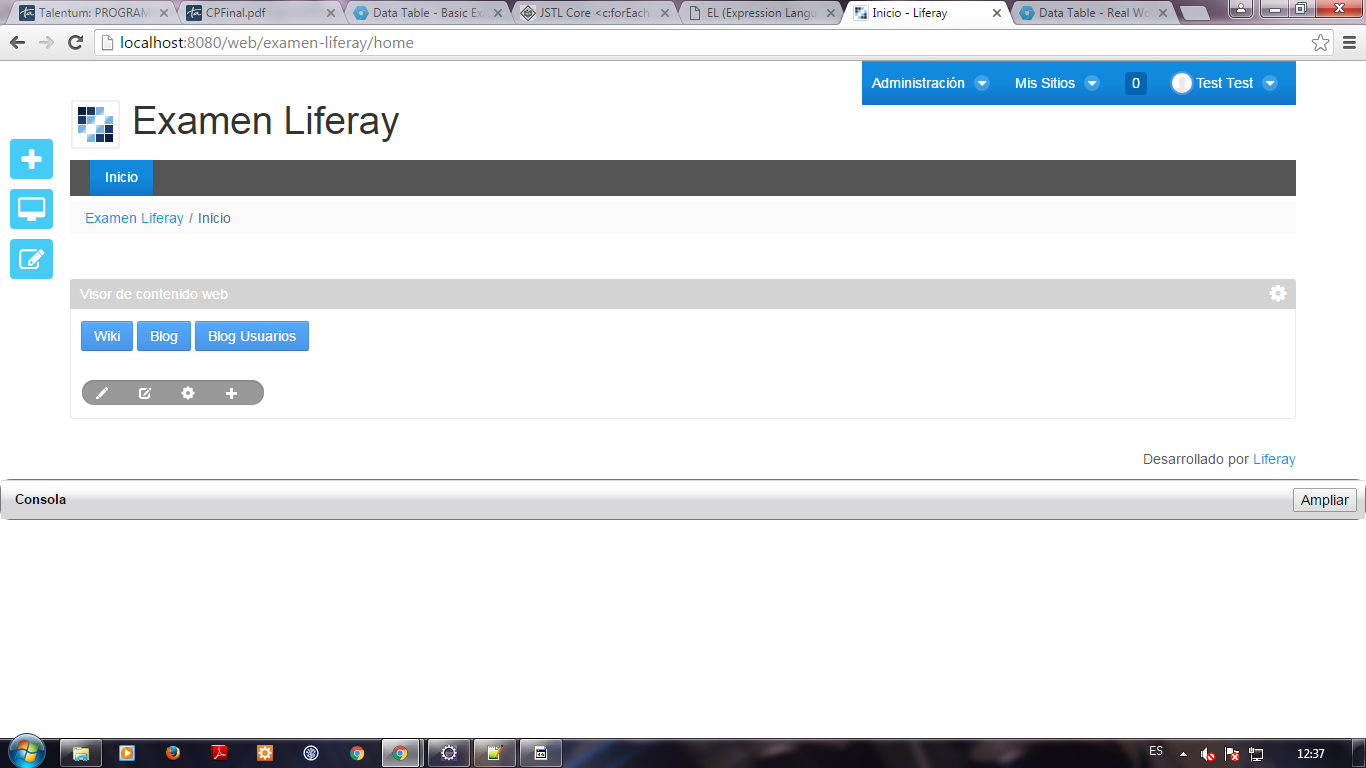 Talentum: PROGRAM
CPFinal.pdf
Data Table - Basic Ex
JSTL Core <c:forEach
EL (Expression Langu
Inicio - Liferay
Data Table - Real Wo
localhost:8080/web/examen-liferay/home
Administración
Mis Sitios
0
Test Test
Examen Liferay
Inicio
Examen Liferay / Inicio
Visor de contenido web
Wiki
Blog
Blog Usuarios
Desarrollado por Liferay
Consola
Ampliar
ES
12:37